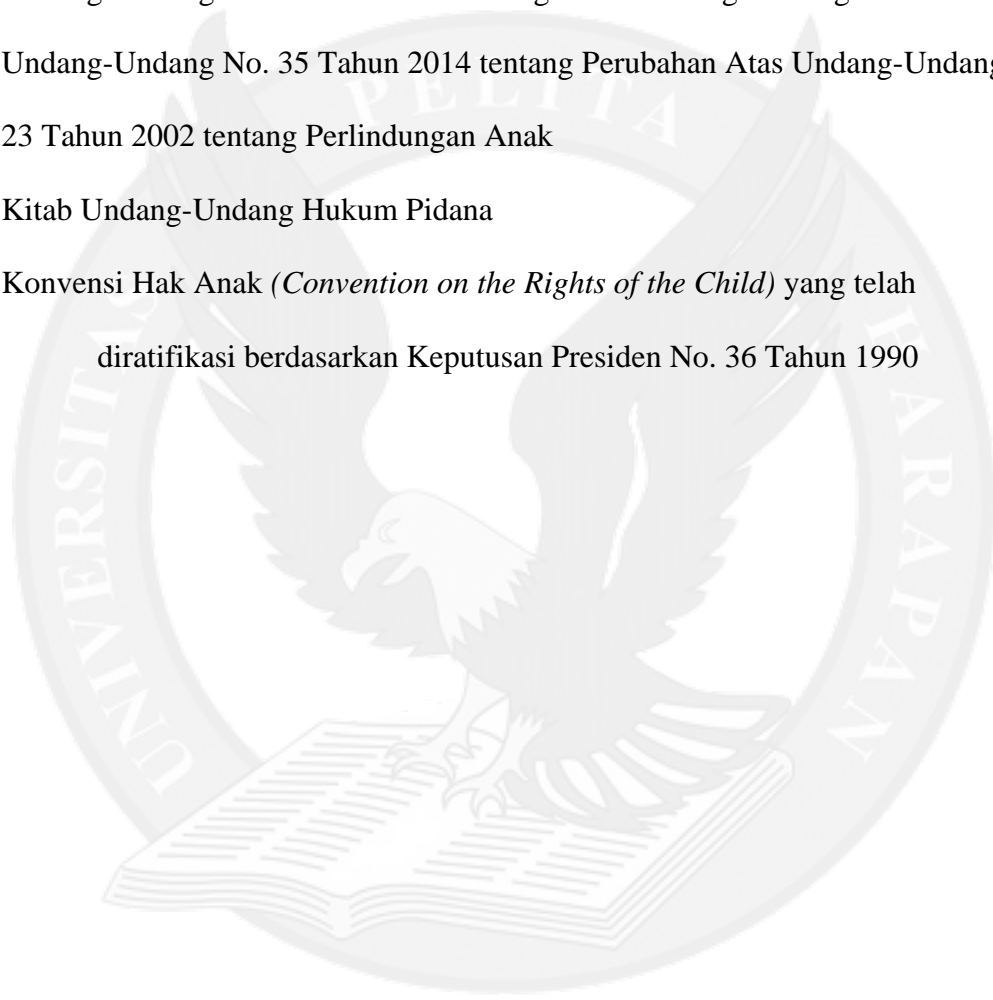 Undang-Undang No. 35 Tahun 2014 tentang Perubahan Atas Undang-Undang
23 Tahun 2002 tentang Perlindungan Anak
Kitab Undang-Undang Hukum Pidana
Konvensi Hak Anak (Convention on the Rights of the Child) yang telah
diratifikasi berdasarkan Keputusan Presiden No. 36 Tahun 1990
UNIVERSITAS PELITA HARAPAN